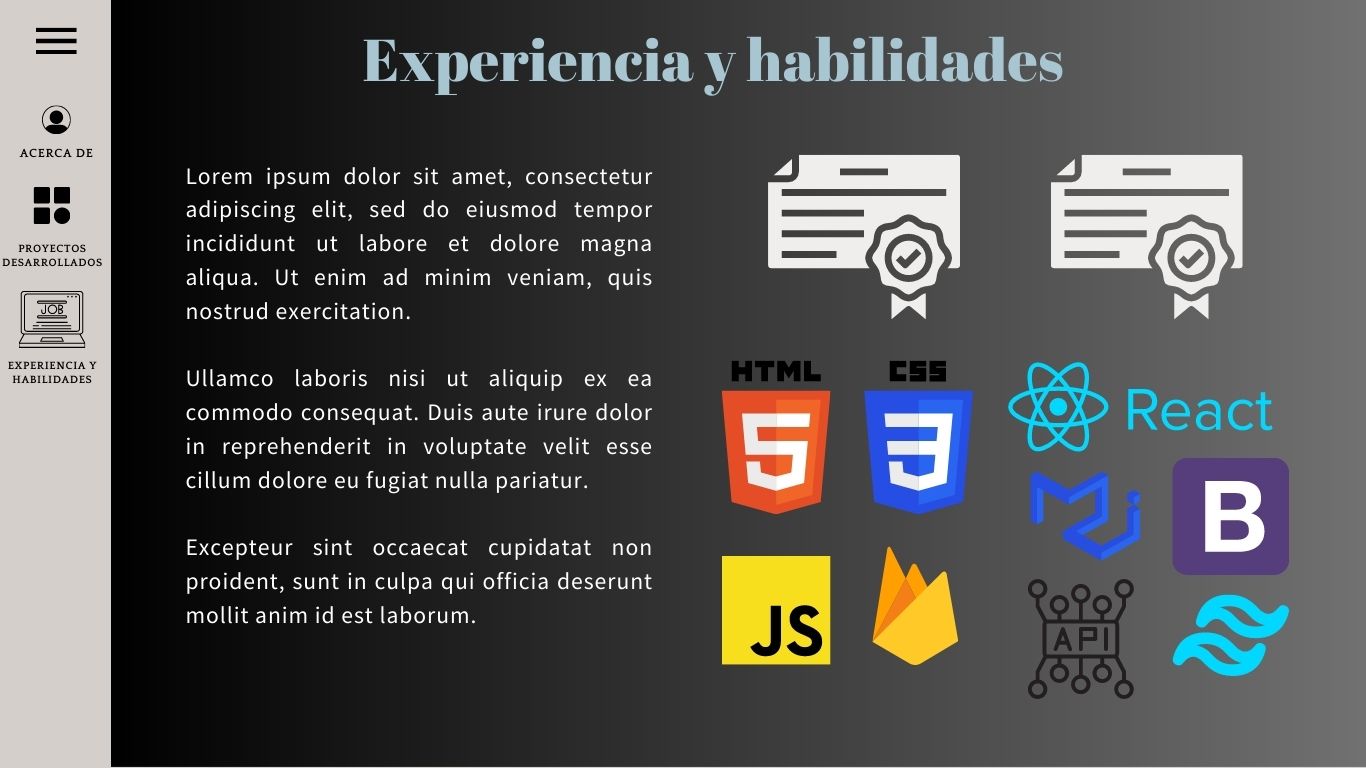 Experiencia y habilidades
ACERCA DE
PROYECTOS
DESARROLLADOS
JOB
EXPERIENCIA Y
HABILIDADES
Lorem ipsum dolor sit amet, consectetur
adipiscing elit, sed do eiusmod tempor
incididunt ut labore et dolore magna
aliqua. Ut enim ad minim veniam, quis
nostrud exercitation.
Ullamco laboris nisi ut aliquip ex ea
commodo consequat. Duis aute irure dolor
in reprehenderit in voluptate velit esse
cillum dolore eu fugiat nulla pariatur.
Excepteur sint occaecat cupidatat non
proident, sunt in culpa qui officia deserunt
mollit anim id est laborum.
HTML
5
CSS
3
React
B
JS
API